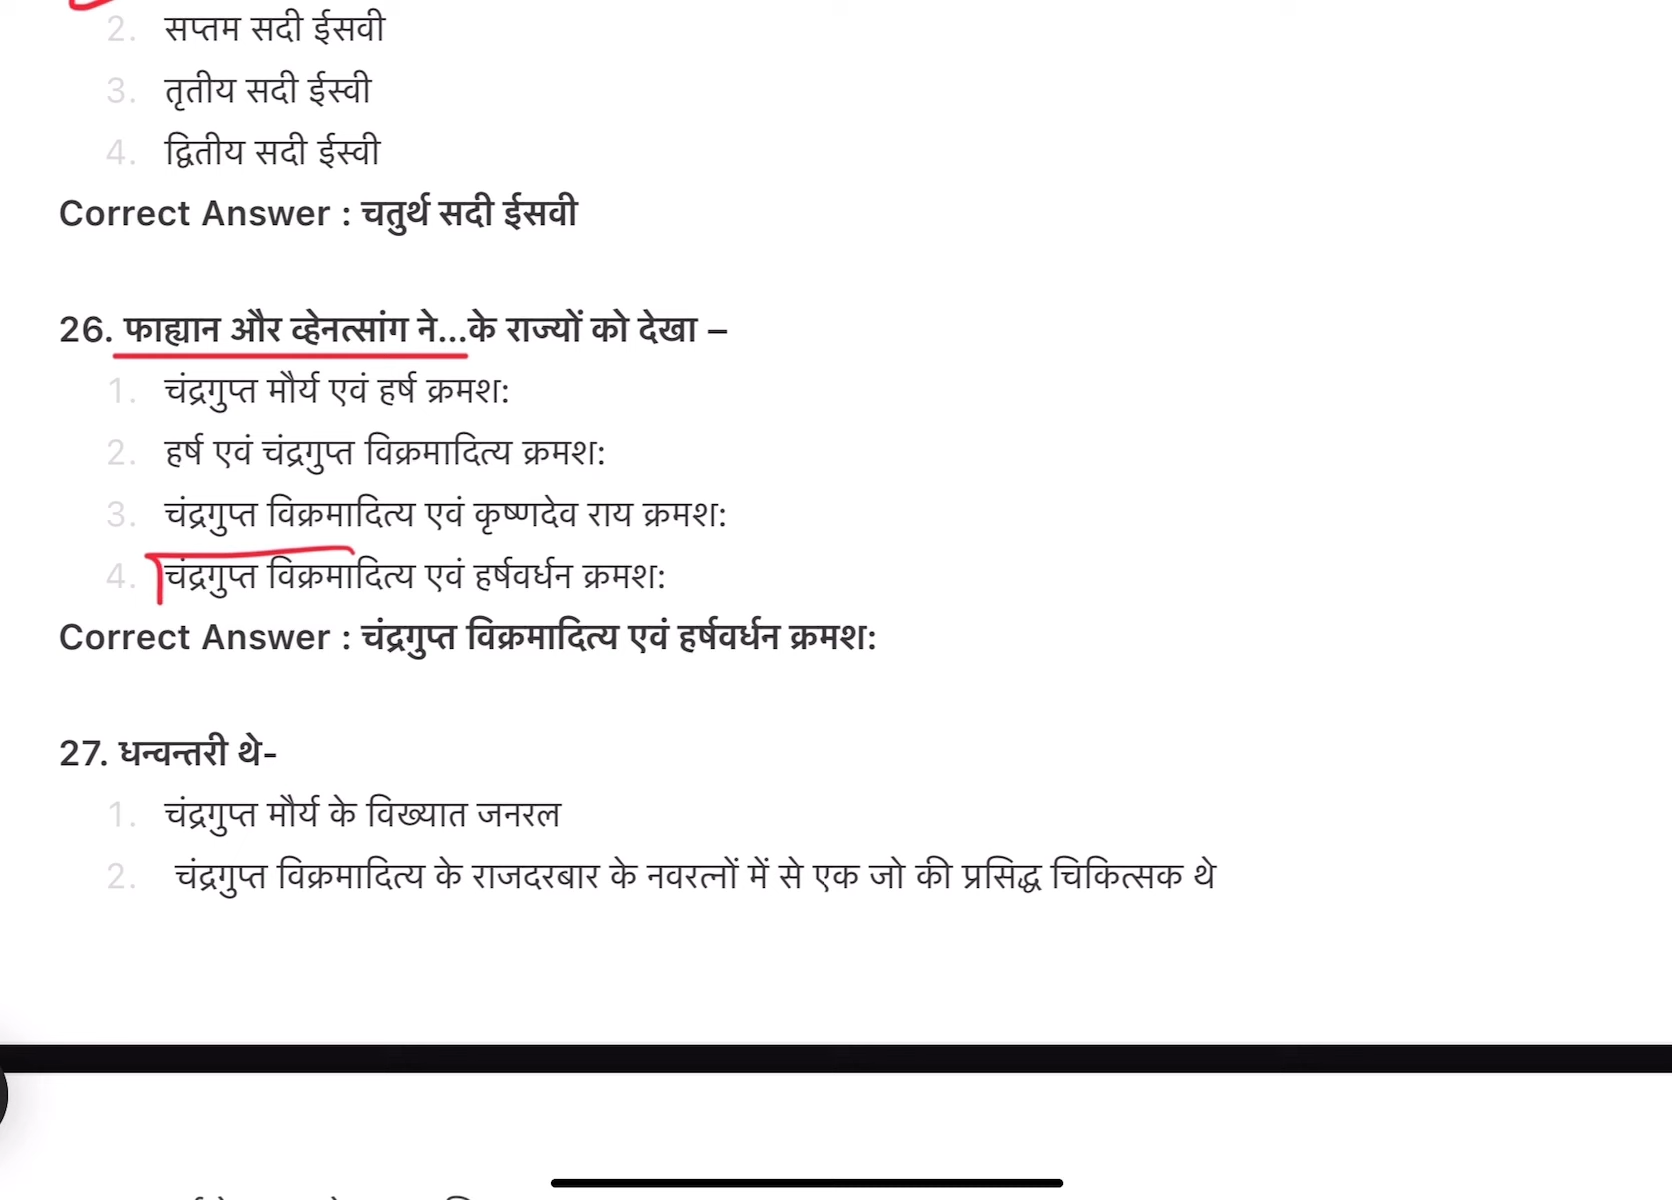 2. सप्तम सदी ईसवी
3. तृतीय सदी ईस्वी
4. द्वितीय सदी ईस्वी
Correct Answer : चतुर्थ सदी ईसवी
26. फाह्यान और व्हेनत्सांग ने...के राज्यों को देखा –
1. चंद्रगुप्त मौर्य एवं हर्ष क्रमश:
2. हर्ष एवं चंद्रगुप्त विक्रमादित्य क्रमश:
3. चंद्रगुप्त विक्रमादित्य एवं कृष्णदेव राय क्रमश:
4. चंद्रगुप्त विक्रमादित्य एवं हर्षवर्धन क्रमश:
Correct Answer : चंद्रगुप्त विक्रमादित्य एवं हर्षवर्धन क्रमश:
27. धन्वन्तरी थे-
1. चंद्रगुप्त मौर्य के विख्यात जनरल
2. चंद्रगुप्त विक्रमादित्य के राजदरबार के नवरत्नों में से एक जो की प्रसिद्ध चिकित्सक थे